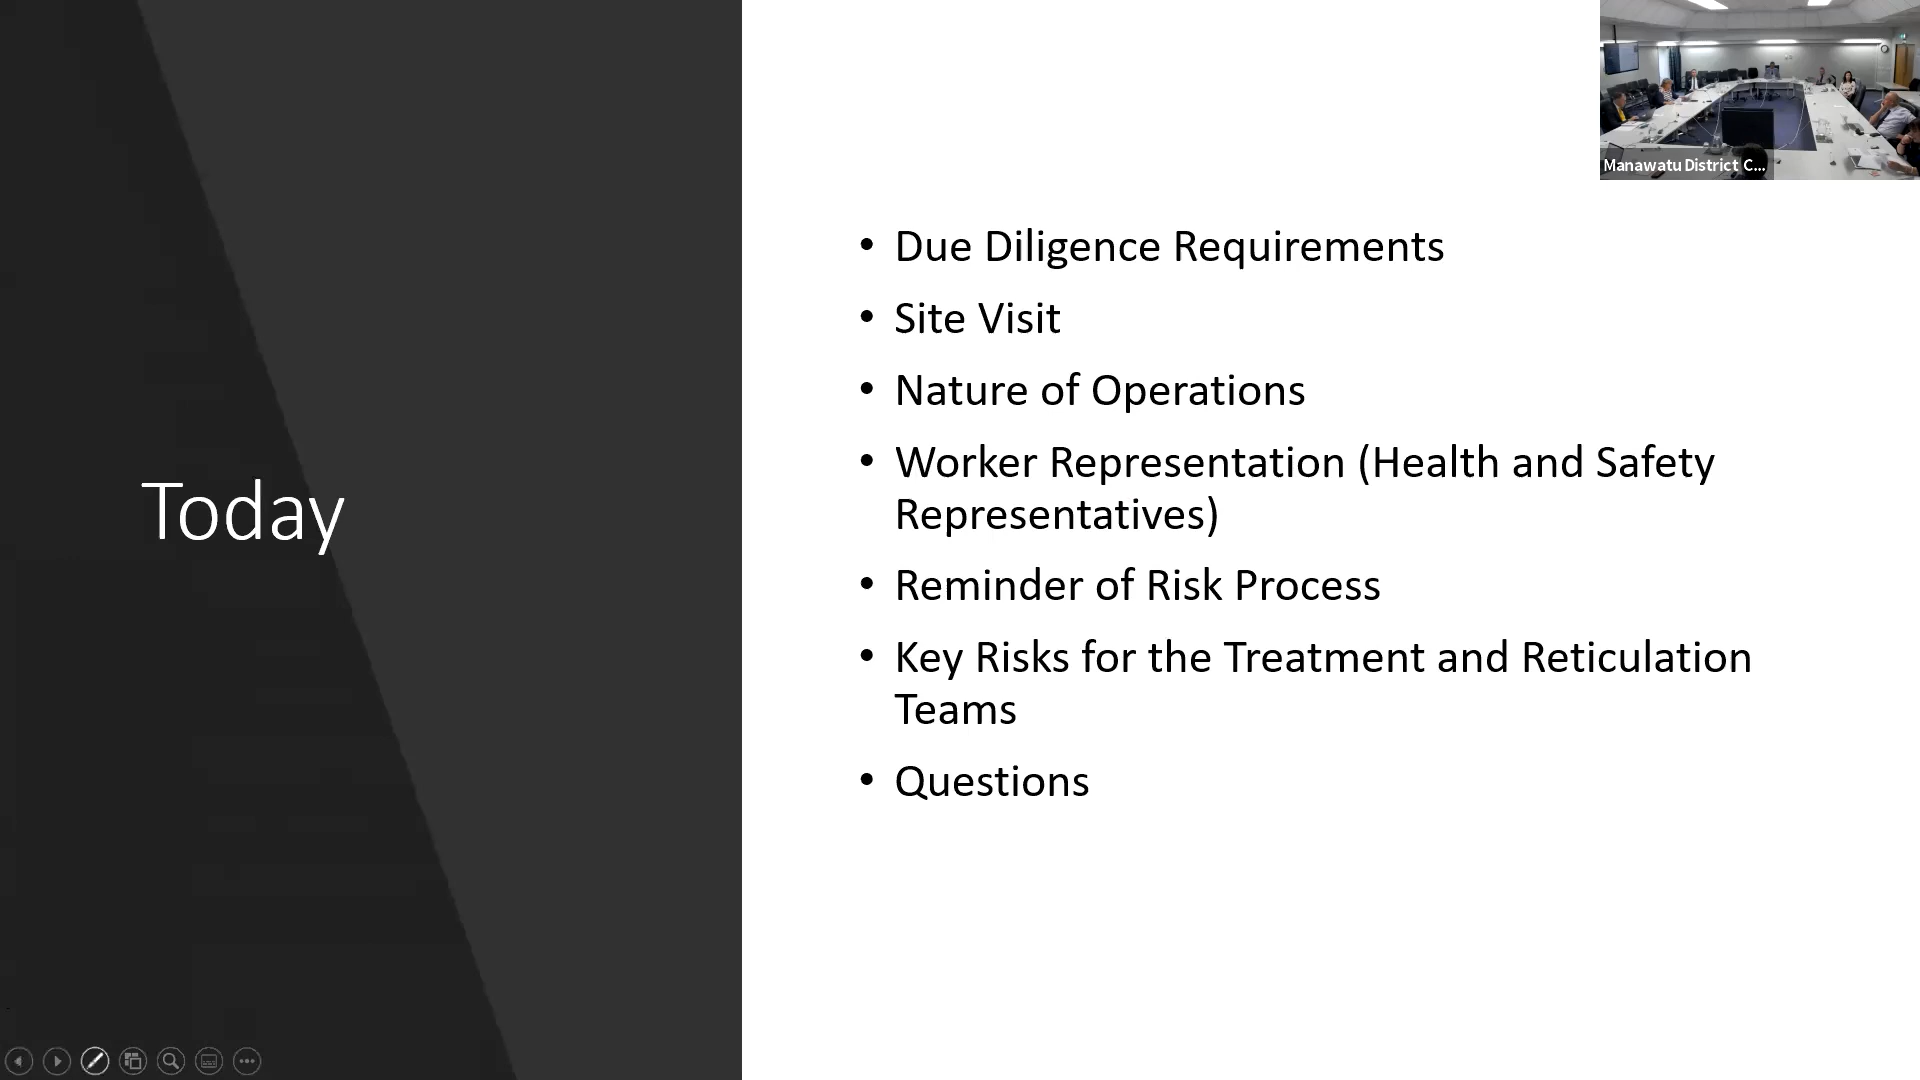 Manawatu District C...
• Due Diligence Requirements
• Site Visit
• Nature of Operations
• Worker Representation (Health and Safety
Representatives)
Today
• Reminder of Risk Process
• Key Risks for the Treatment and Reticulation
Teams
• Questions